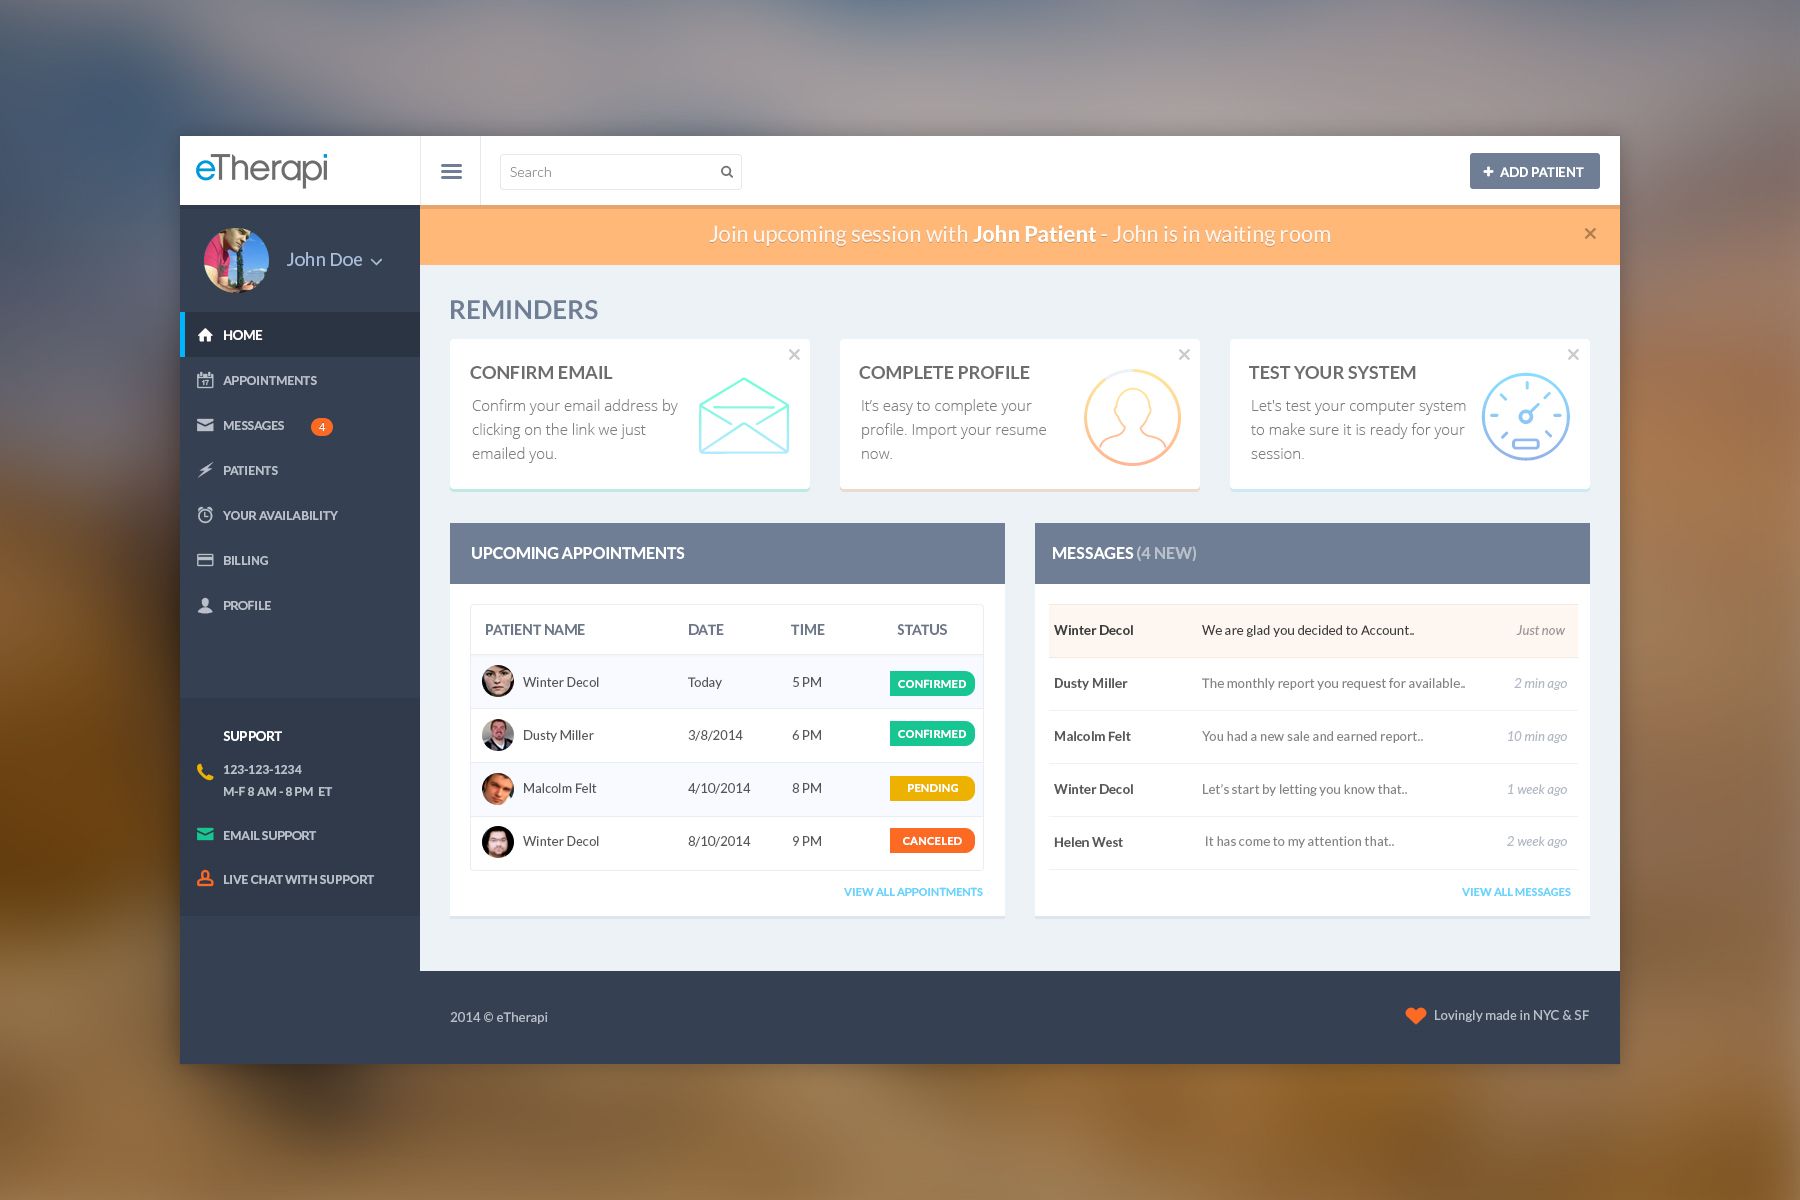 eTherapi
Search
+ ADD PATIENT
John Doe
HOME
17
APPOINTMENTS
MESSAGES 4
PATIENTS
YOUR AVAILABILITY
BILLING
PROFILE
SUPPORT
123-123-1234
M-F 8 AM - 8 PM ET
EMAIL SUPPORT
LIVE CHAT WITH SUPPORT
Join upcoming session with John Patient - John is in waiting room
REMINDERS
CONFIRM EMAIL
Confirm your email address by
clicking on the link we just
emailed you.
COMPLETE PROFILE
It's easy to complete your
profile. Import your resume
now.
TEST YOUR SYSTEM
Let's test your computer system
to make sure it is ready for your
session.
UPCOMING APPOINTMENTS
PATIENT NAME DATE TIME STATUS
Winter Decol Today 5 PM CONFIRMED
Dusty Miller 3/8/2014 6 PM CONFIRMED
Malcolm Felt 4/10/2014 8 PM PENDING
Winter Decol 8/10/2014 9 PM CANCELED
VIEW ALL APPOINTMENTS
MESSAGES (4 NEW)
Winter Decol We are glad you decided to Account.. Just now
Dusty Miller The monthly report you request for available.. 2 min ago
Malcolm Felt You had a new sale and earned report.. 10 min ago
Winter Decol Let's start by letting you know that.. 1 week ago
Helen West It has come to my attention that.. 2 week ago
VIEW ALL MESSAGES
2014 © eTherapi
Lovingly made in NYC & SF